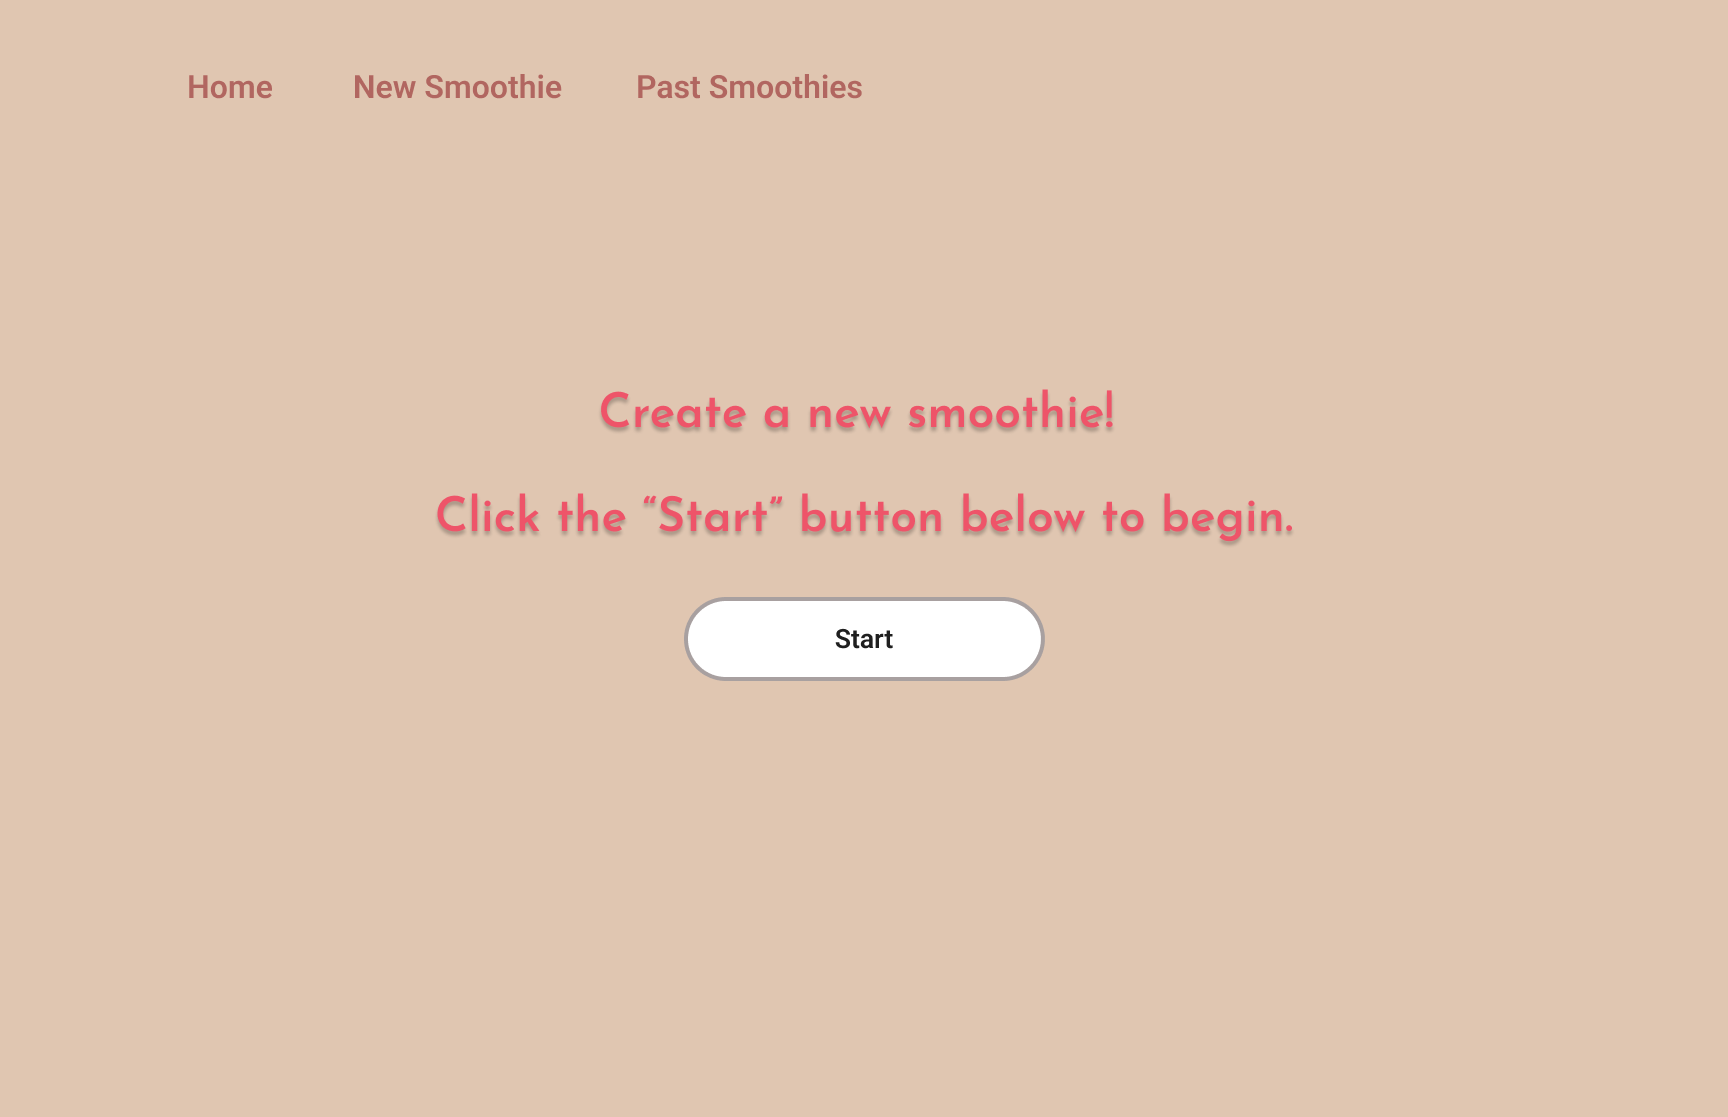 Home New Smoothie Past Smoothies
Create a new smoothie!
Click the “Start” button below to begin.
Start